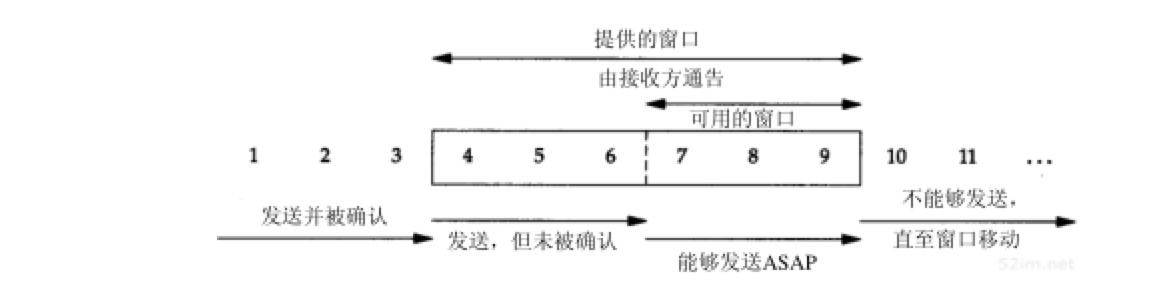 提供的窗口
由接收方通告
可用的窗口
1 2 3 4 5 6 7 8 9 10 11 ...
发送并被确认
发送，但未被确认
能够发送ASAP
不能够发送，
直至窗口移动
52im.net